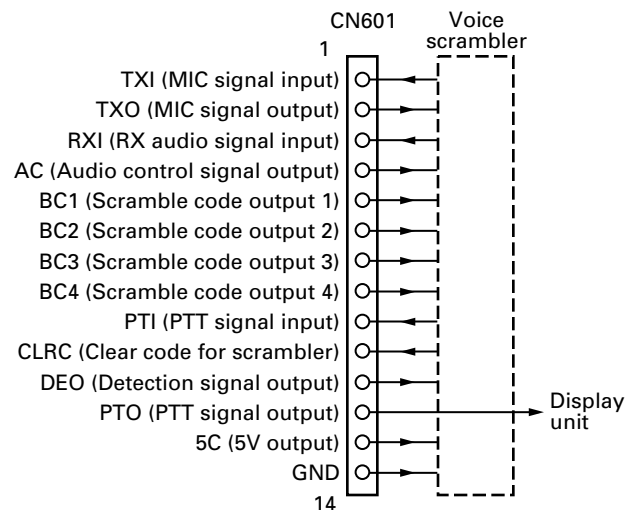 CN601
Voice
scrambler
1
TXI (MIC signal input)
TXO (MIC signal output)
RXI (RX audio signal input)
AC (Audio control signal output)
BC1 (Scramble code output 1)
BC2 (Scramble code output 2)
BC3 (Scramble code output 3)
BC4 (Scramble code output 4)
PTI (PTT signal input)
CLRC (Clear code for scrambler)
DEO (Detection signal output)
PTO (PTT signal output)
Display
unit
5C (5V output)
GND
14